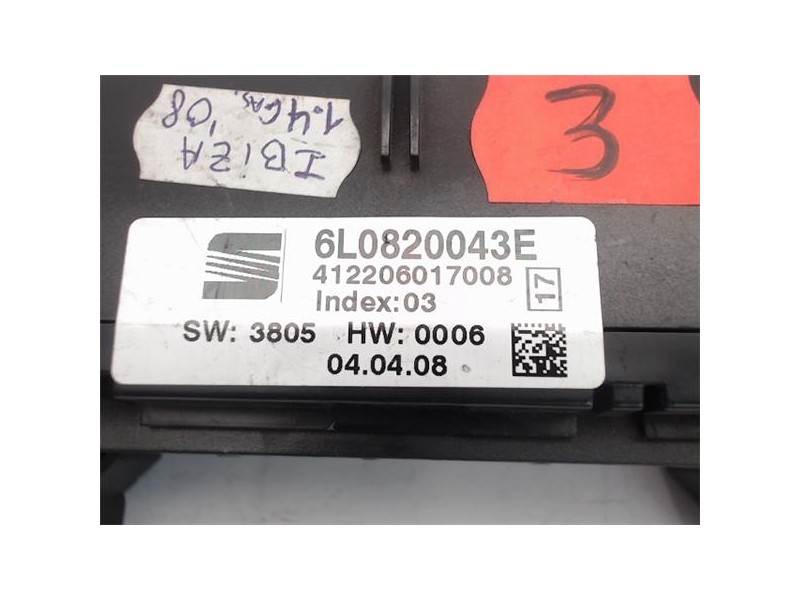 IBIZA '08
1.4 GAS.
3
6L0820043E
412206017008
Index:03
17
SW: 3805 HW: 0006
04.04.08